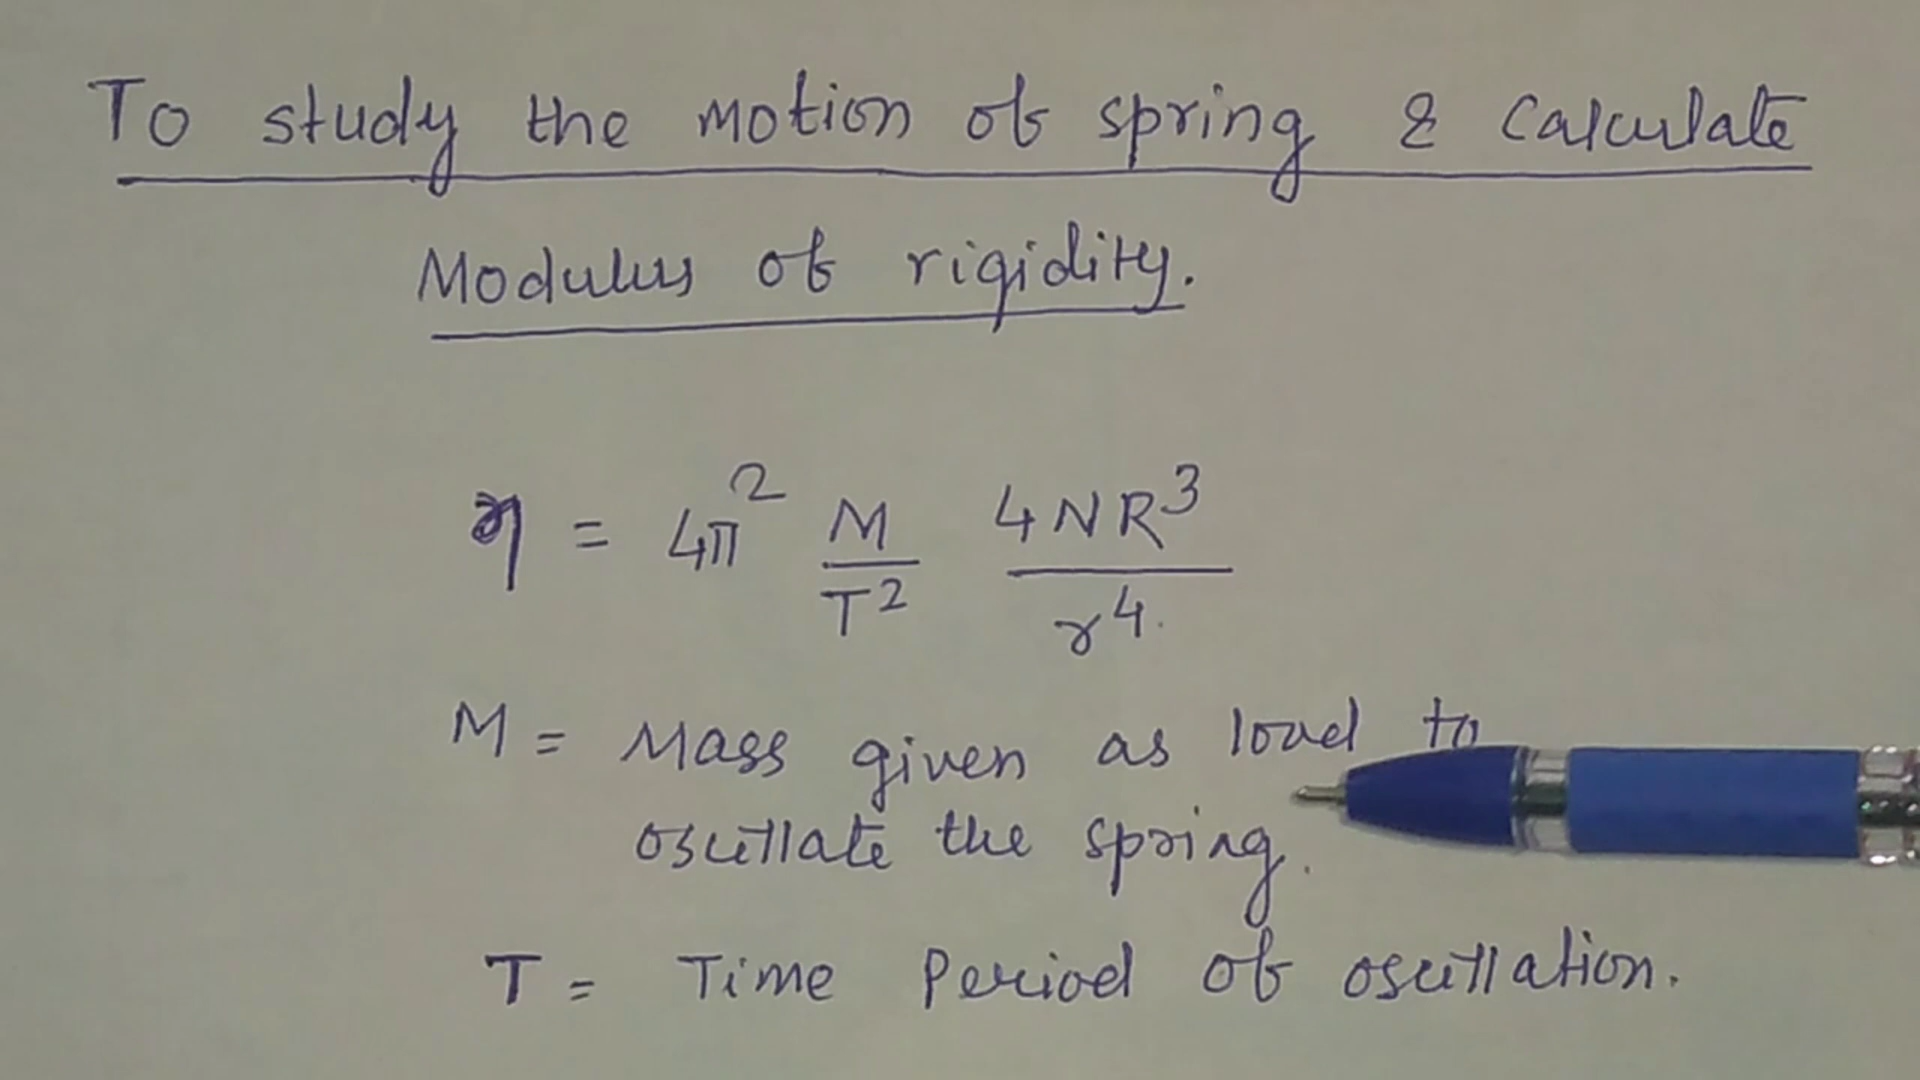 To study the motion of spring & Calculate
Modulus of rigidity.
η = 4π² M/T² 4NR³/r⁴
M = Mass given as load to
oscillate the spring.
T = Time Period of oscillation.